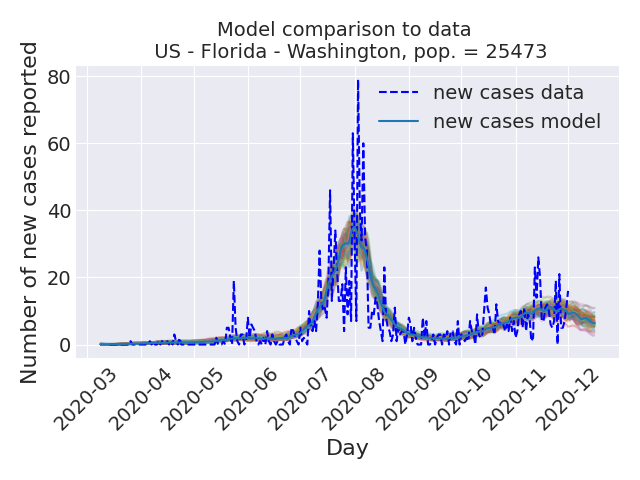 Model comparison to data
US - Florida - Washington, pop. = 25473
Number of new cases reported
80
60
40
20
0
new cases data
new cases model
2020-03
2020-04
2020-05
2020-06
2020-07
2020-08
2020-09
2020-10
2020-11
2020-12
Day